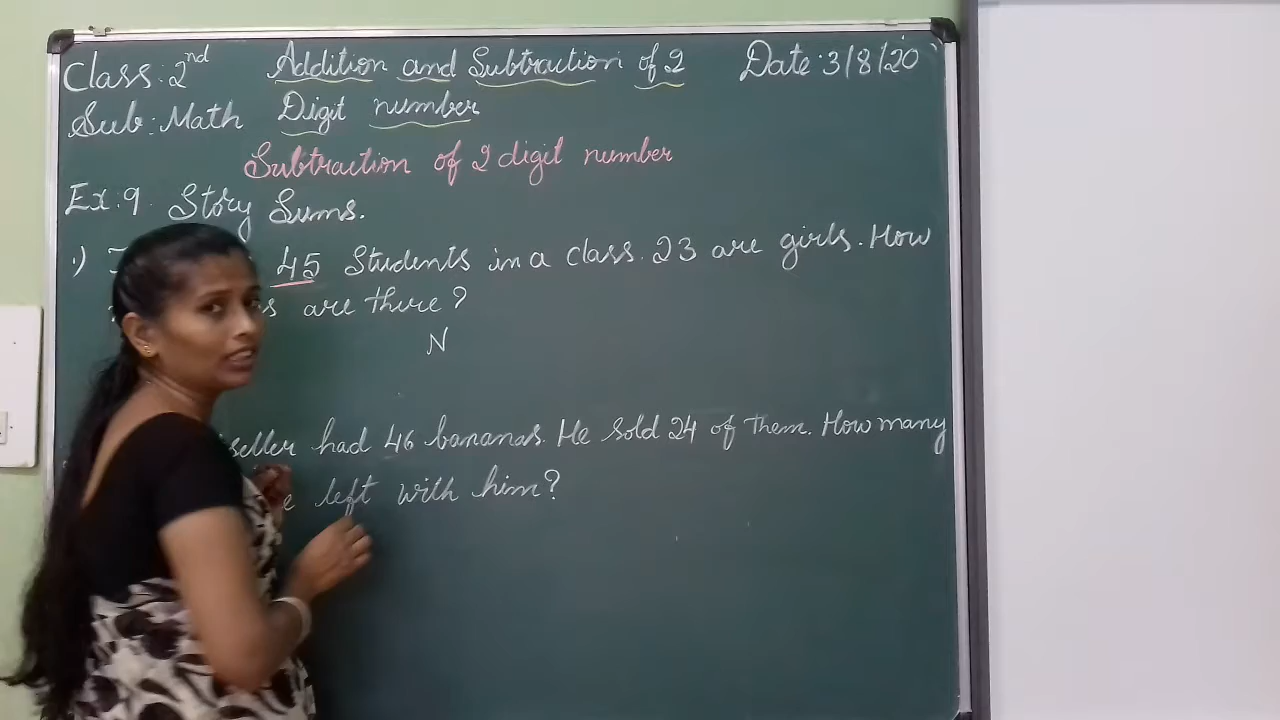 Class: 2nd Addition and Subtraction of 2 Date: 3/8/20
Sub: Math Digit number
Subtraction of 2 digit number
Ex: 9. Story Sums.
1) 45 Students in a class. 23 are girls. How
are there?
N
seller had 46 bananas. He sold 24 of them. How many
left with him?